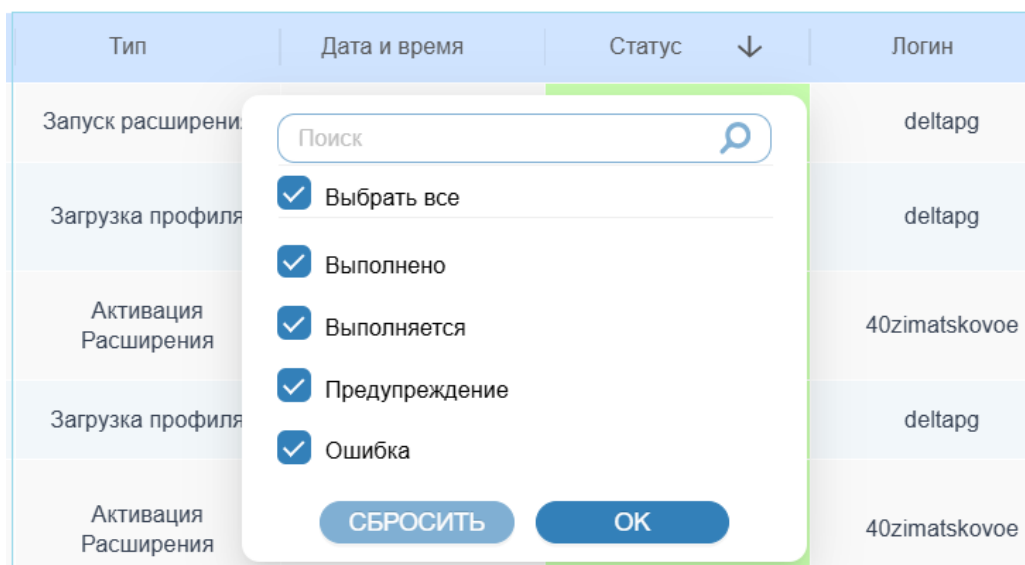 Тип Дата и время Статус Логин
Запуск deltapg
Поиск
Выбрать все
Загрузка профиля deltapg
Выполнено
Активация
Расширения 40zimatskovoe
Выполняется
Предупреждение
Загрузка профиля deltapg
Ошибка
Активация
Расширения 40zimatskovoe
СБРОСИТЬ OK